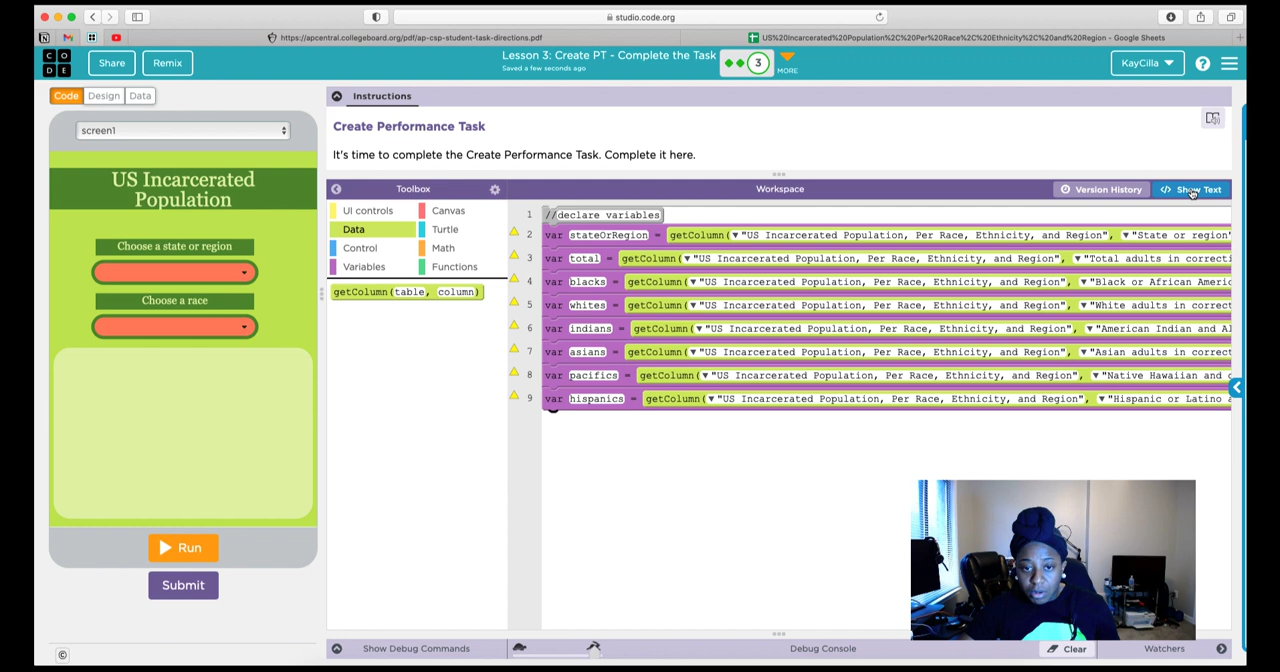 studio.code.org
https://apcentral.collegeboard.org/pdf/ap-csp-student-task-directions.pdf
US%20Incarcerated%20Population%2C%20Per%20Race%2C%20Ethnicity%2C%20and%20Region - Google Sheets
C O
D E
Share
Remix
Lesson 3: Create PT - Complete the Task
Saved a few seconds ago
3
MORE
KayCilla
?
Code
Design
Data
Instructions
screen1
Create Performance Task
It's time to complete the Create Performance Task. Complete it here.
US Incarcerated
Population
Choose a state or region
Choose a race
Run
Submit
Toolbox
Workspace
Version History
</> Show Text
UI controls
Canvas
Data
Turtle
Control
Math
Variables
Functions
getColumn(table, column)
1 //declare variables
2 var stateOrRegion = getColumn(▼"US Incarcerated Population, Per Race, Ethnicity, and Region", ▼"State or region"
3 var total = getColumn(▼"US Incarcerated Population, Per Race, Ethnicity, and Region", ▼"Total adults in correcti
4 var blacks = getColumn(▼"US Incarcerated Population, Per Race, Ethnicity, and Region", ▼"Black or African Americ
5 var whites = getColumn(▼"US Incarcerated Population, Per Race, Ethnicity, and Region", ▼"White adults in correct
6 var indians = getColumn(▼"US Incarcerated Population, Per Race, Ethnicity, and Region", ▼"American Indian and Al
7 var asians = getColumn(▼"US Incarcerated Population, Per Race, Ethnicity, and Region", ▼"Asian adults in correct
8 var pacifics = getColumn(▼"US Incarcerated Population, Per Race, Ethnicity, and Region", ▼"Native Hawaiian and o
9 var hispanics = getColumn(▼"US Incarcerated Population, Per Race, Ethnicity, and Region", ▼"Hispanic or Latino a
©
Show Debug Commands
Debug Console
Clear
Watchers